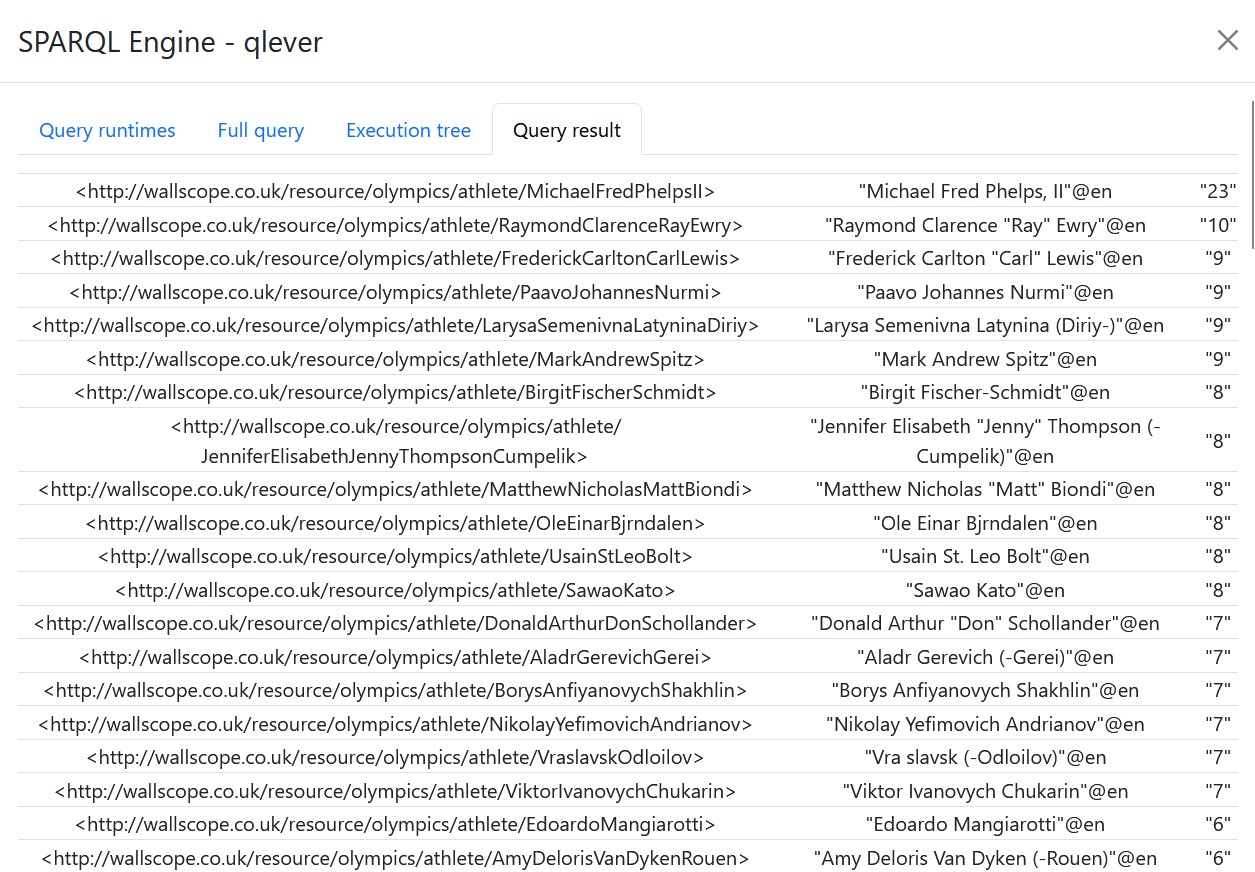 SPARQL Engine - qlever
Query runtimes Full query Execution tree Query result
<http://wallscope.co.uk/resource/olympics/athlete/MichaelFredPhelpsII> "Michael Fred Phelps, II"@en "23"
<http://wallscope.co.uk/resource/olympics/athlete/RaymondClarenceRayEwry> "Raymond Clarence "Ray" Ewry"@en "10"
<http://wallscope.co.uk/resource/olympics/athlete/FrederickCarltonCarlLewis> "Frederick Carlton "Carl" Lewis"@en "9"
<http://wallscope.co.uk/resource/olympics/athlete/PaavoJohannesNurmi> "Paavo Johannes Nurmi"@en "9"
<http://wallscope.co.uk/resource/olympics/athlete/LarysaSemenivnaLatyninaDiriy> "Larysa Semenivna Latynina (Diriy-)"@en "9"
<http://wallscope.co.uk/resource/olympics/athlete/MarkAndrewSpitz> "Mark Andrew Spitz"@en "9"
<http://wallscope.co.uk/resource/olympics/athlete/BirgitFischerSchmidt> "Birgit Fischer-Schmidt"@en "8"
<http://wallscope.co.uk/resource/olympics/athlete/ "Jennifer Elisabeth "Jenny" Thompson (-
JenniferElisabethJennyThompsonCumpelik> Cumpelik)"@en "8"
<http://wallscope.co.uk/resource/olympics/athlete/MatthewNicholasMattBiondi> "Matthew Nicholas "Matt" Biondi"@en "8"
<http://wallscope.co.uk/resource/olympics/athlete/OleEinarBjrndalen> "Ole Einar Bjrndalen"@en "8"
<http://wallscope.co.uk/resource/olympics/athlete/UsainStLeoBolt> "Usain St. Leo Bolt"@en "8"
<http://wallscope.co.uk/resource/olympics/athlete/SawaoKato> "Sawao Kato"@en "8"
<http://wallscope.co.uk/resource/olympics/athlete/DonaldArthurDonSchollander> "Donald Arthur "Don" Schollander"@en "7"
<http://wallscope.co.uk/resource/olympics/athlete/AladrGerevichGerei> "Aladr Gerevich (-Gerei)"@en "7"
<http://wallscope.co.uk/resource/olympics/athlete/BorysAnfiyanovychShakhlin> "Borys Anfiyanovych Shakhlin"@en "7"
<http://wallscope.co.uk/resource/olympics/athlete/NikolayYefimovichAndrianov> "Nikolay Yefimovich Andrianov"@en "7"
<http://wallscope.co.uk/resource/olympics/athlete/VraslavskOdloilov> "Vra slavsk (-Odloilov)"@en "7"
<http://wallscope.co.uk/resource/olympics/athlete/ViktorIvanovychChukarin> "Viktor Ivanovych Chukarin"@en "7"
<http://wallscope.co.uk/resource/olympics/athlete/EdoardoMangiarotti> "Edoardo Mangiarotti"@en "6"
<http://wallscope.co.uk/resource/olympics/athlete/AmyDelorisVanDykenRouen> "Amy Deloris Van Dyken (-Rouen)"@en "6"